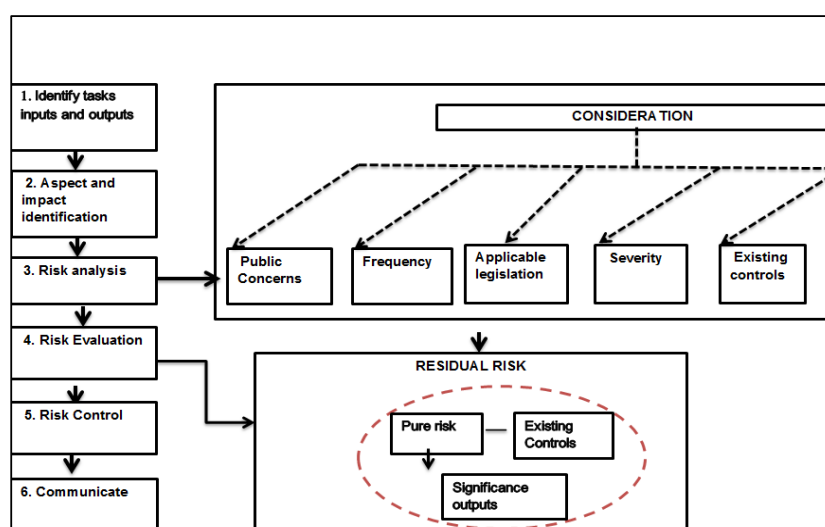 1. Identify tasks
inputs and outputs
2. Aspect and
impact
identification
3. Risk analysis
4. Risk Evaluation
5. Risk Control
6. Communicate
CONSIDERATION
Public
Concerns
Frequency
Applicable
legislation
Severity
Existing
controls
RESIDUAL RISK
Pure risk
Existing
Controls
Significance
outputs